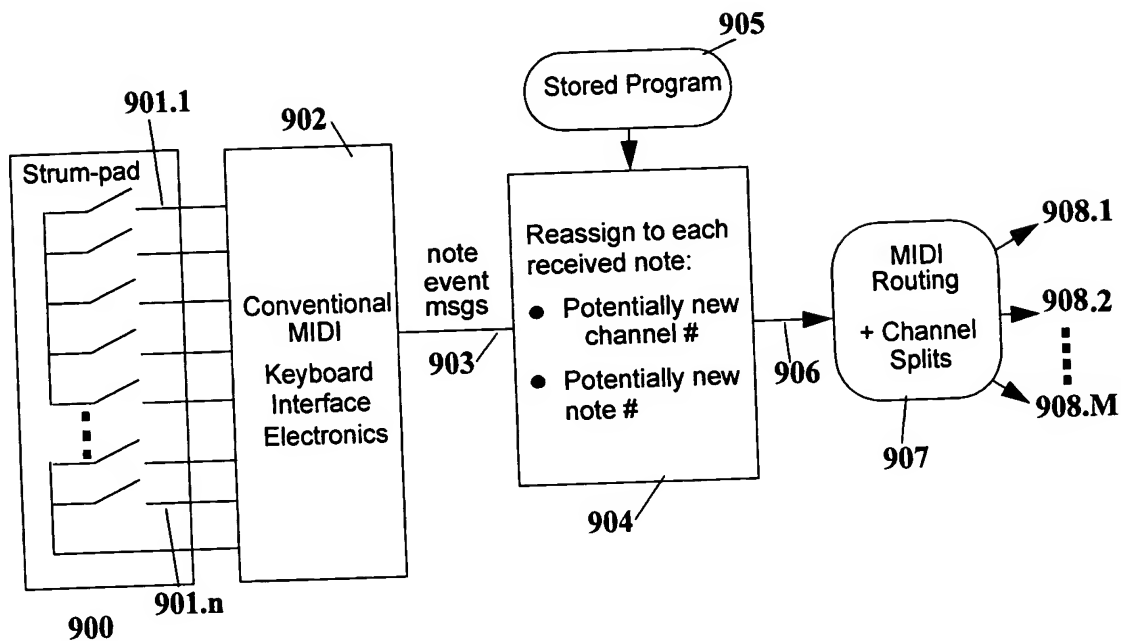 905
Stored Program
901.1
902
Strum-pad
Conventional
MIDI
Keyboard
Interface
Electronics
note
event
msgs
903
Reassign to each
received note:
● Potentially new
channel #
● Potentially new
note #
904
906
MIDI
Routing
+ Channel
Splits
907
908.1
908.2
908.M
901.n
900